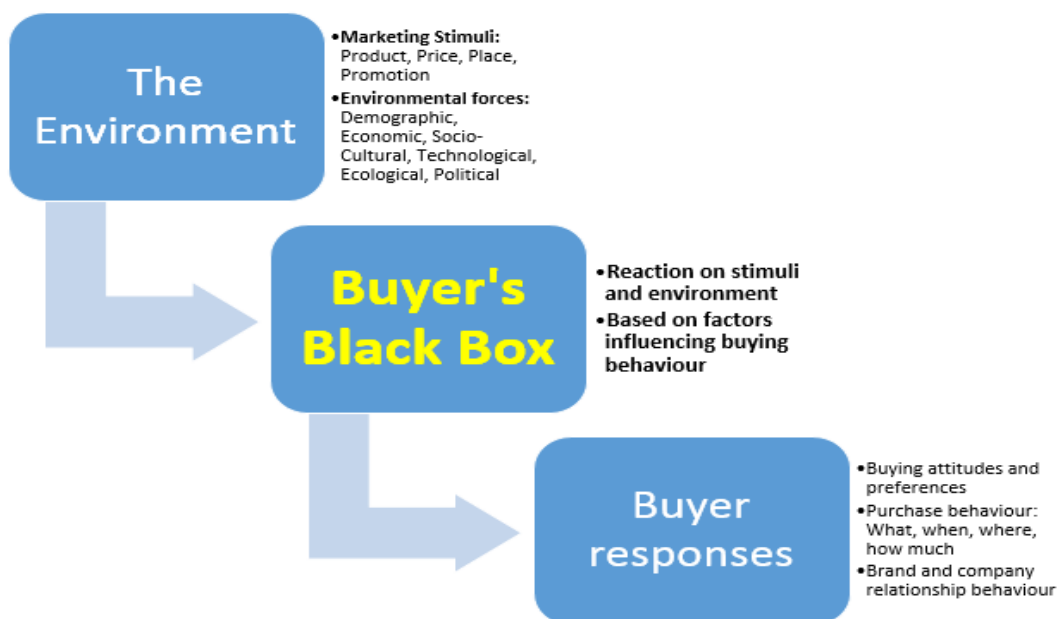 The
Environment
•Marketing Stimuli:
Product, Price, Place,
Promotion
•Environmental forces:
Demographic,
Economic, Socio-
Cultural, Technological,
Ecological, Political
Buyer's
Black Box
•Reaction on stimuli
and environment
•Based on factors
influencing buying
behaviour
Buyer
responses
•Buying attitudes and
preferences
•Purchase behaviour:
What, when, where,
how much
•Brand and company
relationship behaviour